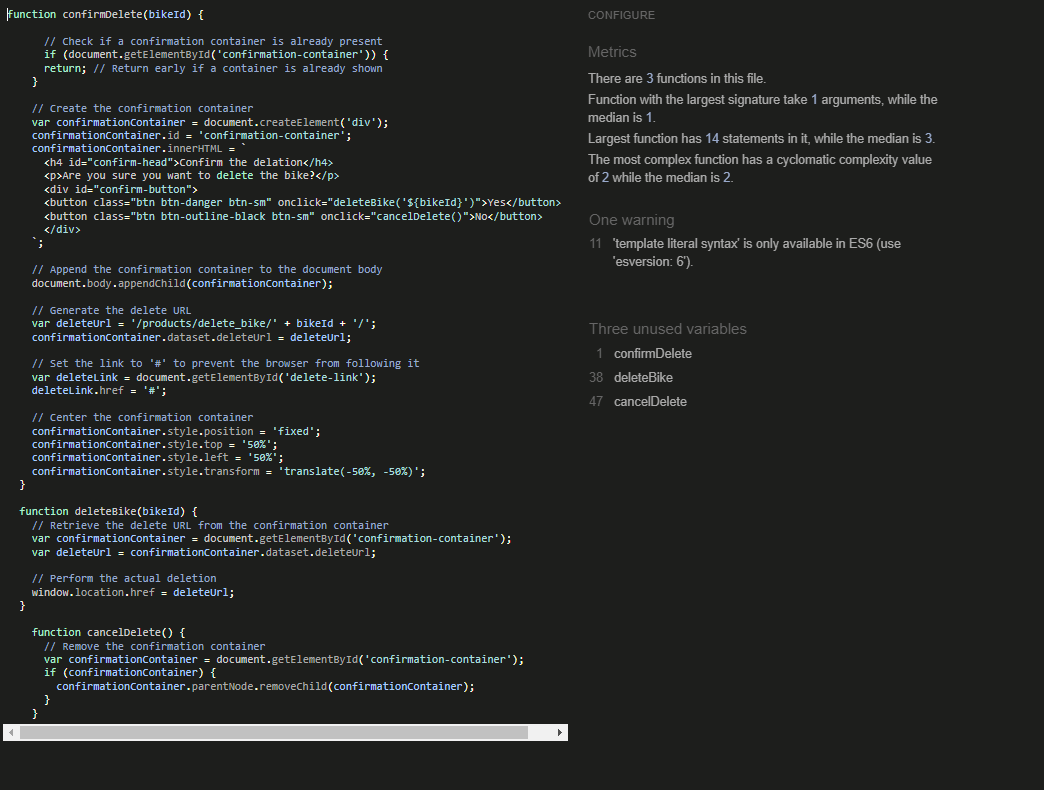 function confirmDelete(bikeId) {
// Check if a confirmation container is already present
if (document.getElementById('confirmation-container')) {
return; // Return early if a container is already shown
}
// Create the confirmation container
var confirmationContainer = document.createElement('div');
confirmationContainer.id = 'confirmation-container';
confirmationContainer.innerHTML = `
<h4 id="confirm-head">Confirm the delation</h4>
<p>Are you sure you want to delete the bike?</p>
<div id="confirm-button">
<button class="btn btn-danger btn-sm" onclick="deleteBike('${bikeId}')">Yes</button>
<button class="btn btn-outline-black btn-sm" onclick="cancelDelete()">No</button>
</div>
`;
// Append the confirmation container to the document body
document.body.appendChild(confirmationContainer);
// Generate the delete URL
var deleteUrl = '/products/delete_bike/' + bikeId + '/';
confirmationContainer.dataset.deleteUrl = deleteUrl;
// Set the link to '#' to prevent the browser from following it
var deleteLink = document.getElementById('delete-link');
deleteLink.href = '#';
// Center the confirmation container
confirmationContainer.style.position = 'fixed';
confirmationContainer.style.top = '50%';
confirmationContainer.style.left = '50%';
confirmationContainer.style.transform = 'translate(-50%, -50%)';
}
function deleteBike(bikeId) {
// Retrieve the delete URL from the confirmation container
var confirmationContainer = document.getElementById('confirmation-container');
var deleteUrl = confirmationContainer.dataset.deleteUrl;
// Perform the actual deletion
window.location.href = deleteUrl;
}
function cancelDelete() {
// Remove the confirmation container
var confirmationContainer = document.getElementById('confirmation-container');
if (confirmationContainer) {
confirmationContainer.parentNode.removeChild(confirmationContainer);
}
}
CONFIGURE
Metrics
There are 3 functions in this file.
Function with the largest signature take 1 arguments, while the
median is 1.
Largest function has 14 statements in it, while the median is 3.
The most complex function has a cyclomatic complexity value
of 2 while the median is 2.
One warning
11 'template literal syntax' is only available in ES6 (use
'esversion: 6').
Three unused variables
1 confirmDelete
38 deleteBike
47 cancelDelete